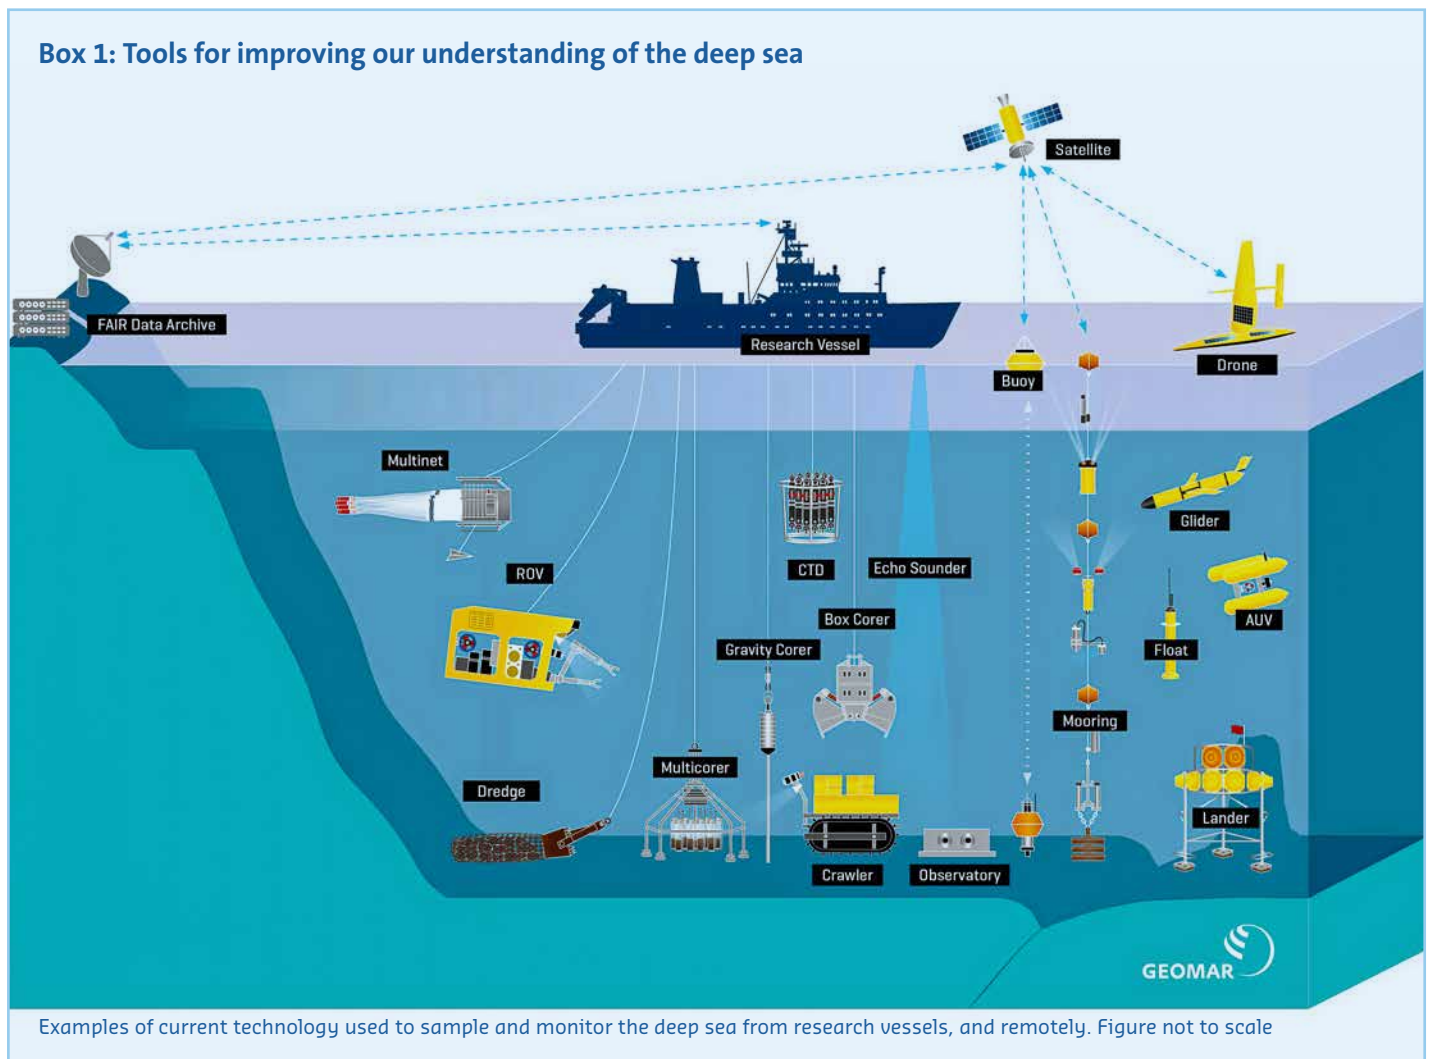 Box 1: Tools for improving our understanding of the deep sea
Satellite
FAIR Data Archive
Research Vessel
Buoy
Drone
Multinet
Glider
ROV
CTD
Echo Sounder
Box Corer
AUV
Gravity Corer
Float
Mooring
Multicorer
Dredge
Lander
Crawler
Observatory
GEOMAR
Examples of current technology used to sample and monitor the deep sea from research vessels, and remotely. Figure not to scale